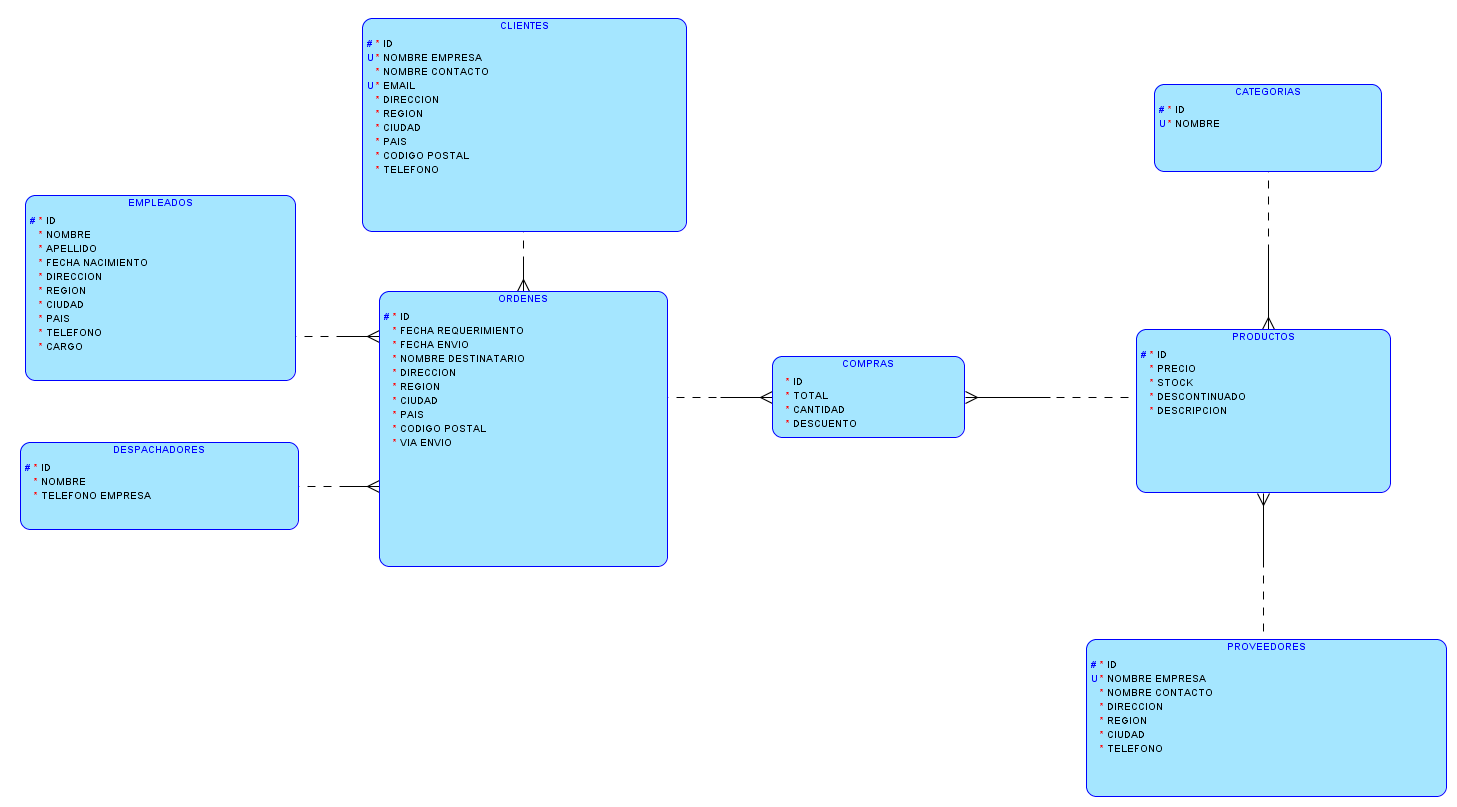 CLIENTES
# * ID
U * NOMBRE EMPRESA
* NOMBRE CONTACTO
U * EMAIL
* DIRECCION
* REGION
* CIUDAD
* PAIS
* CODIGO POSTAL
* TELEFONO
CATEGORIAS
# * ID
U * NOMBRE
EMPLEADOS
# * ID
* NOMBRE
* APELLIDO
* FECHA NACIMIENTO
* DIRECCION
* REGION
* CIUDAD
* PAIS
* TELEFONO
* CARGO
ORDENES
# * ID
* FECHA REQUERIMIENTO
* FECHA ENVIO
* NOMBRE DESTINATARIO
* DIRECCION
* REGION
* CIUDAD
* PAIS
* CODIGO POSTAL
* VIA ENVIO
COMPRAS
* ID
* TOTAL
* CANTIDAD
* DESCUENTO
PRODUCTOS
# * ID
* PRECIO
* STOCK
* DESCONTINUADO
* DESCRIPCION
DESPACHADORES
# * ID
* NOMBRE
* TELEFONO EMPRESA
PROVEEDORES
# * ID
U * NOMBRE EMPRESA
* NOMBRE CONTACTO
* DIRECCION
* REGION
* CIUDAD
* TELEFONO